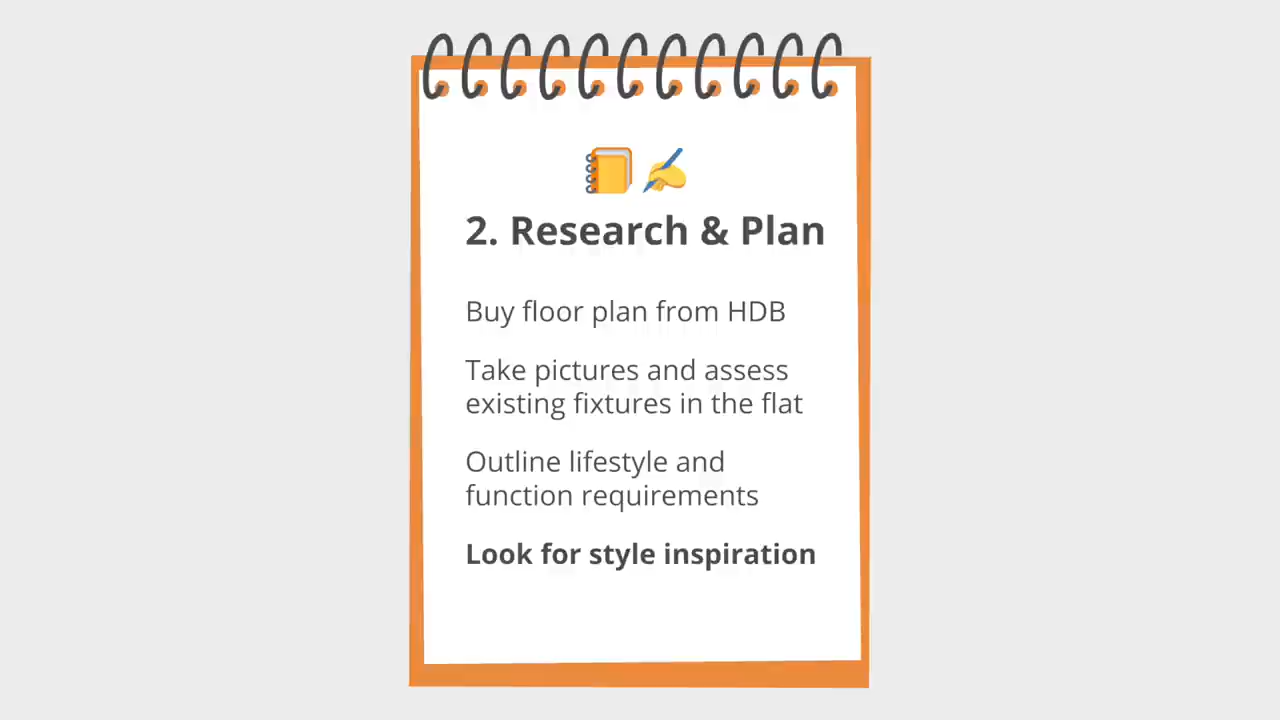 2. Research & Plan
Buy floor plan from HDB
Take pictures and assess
existing fixtures in the flat
Outline lifestyle and
function requirements
Look for style inspiration